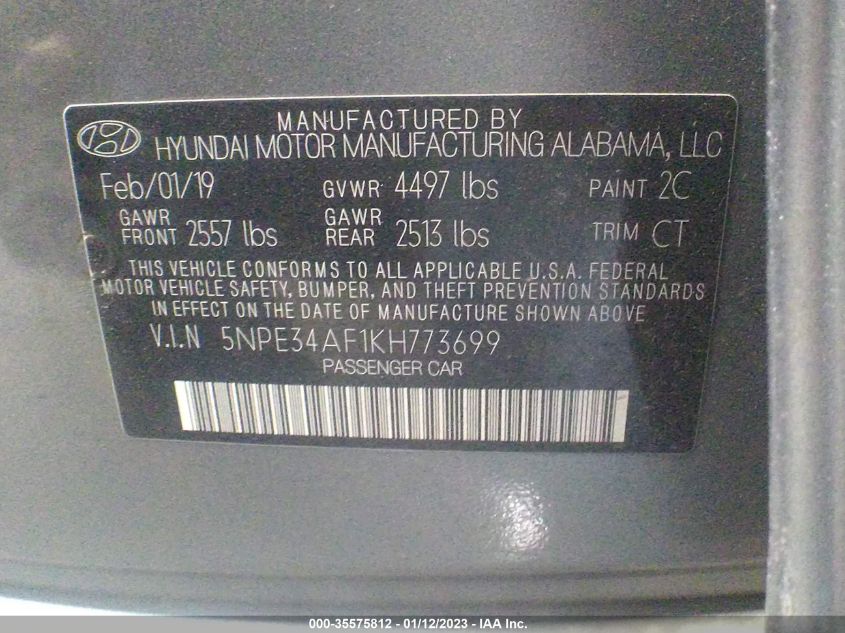 MANUFACTURED BY
HYUNDAI MOTOR MANUFACTURING ALABAMA, LLC
Feb/01/19 GVWR 4497 lbs PAINT 2C
GAWR FRONT 2557 lbs GAWR REAR 2513 lbs TRIM CT
THIS VEHICLE CONFORMS TO ALL APPLICABLE U.S.A. FEDERAL
MOTOR VEHICLE SAFETY, BUMPER, AND THEFT PREVENTION STANDARDS
IN EFFECT ON THE DATE OF MANUFACTURE SHOWN ABOVE
V.I.N 5NPE34AF1KH773699
PASSENGER CAR
000-35575812 - 01/12/2023 - IAA Inc.